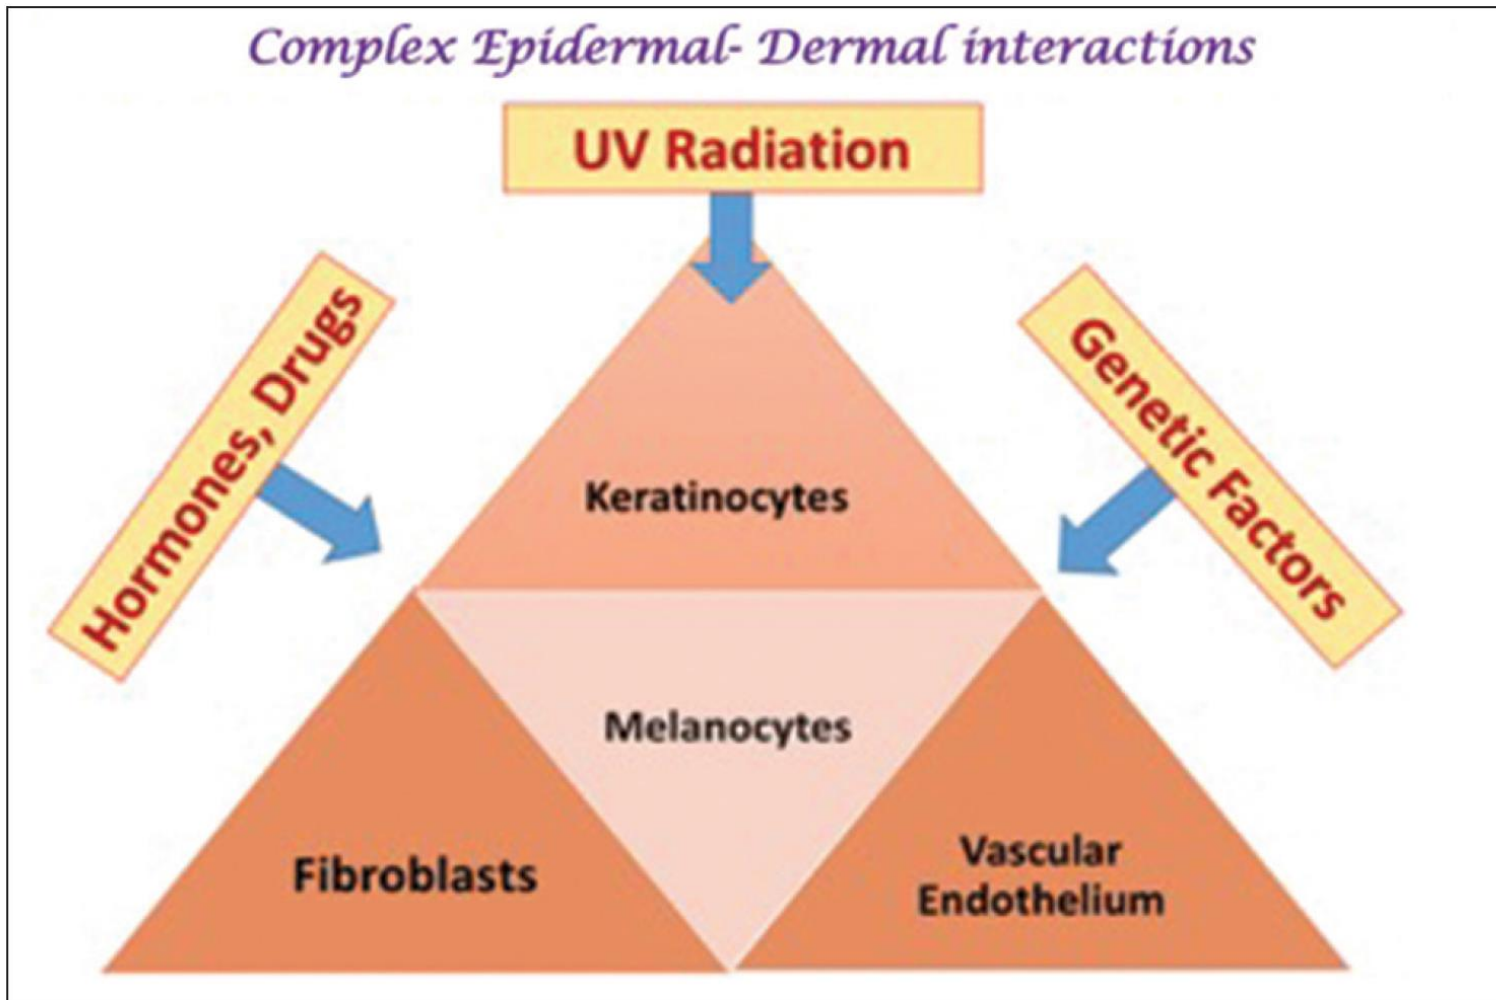 Complex Epidermal- Dermal interactions
UV Radiation
Hormones, Drugs
Genetic Factors
Keratinocytes
Melanocytes
Fibroblasts
Vascular
Endothelium